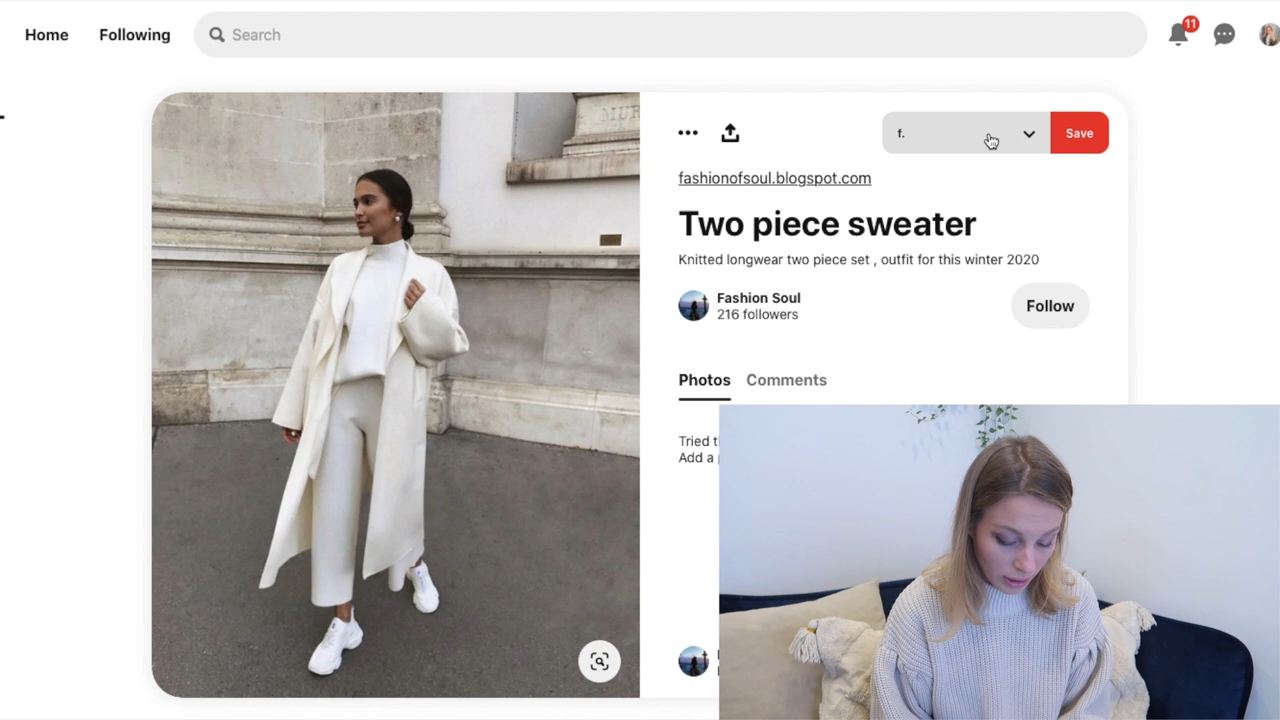 Home
Following
Search
11
f.
Save
fashionofsoul.blogspot.com
Two piece sweater
Knitted longwear two piece set , outfit for this winter 2020
Fashion Soul
216 followers
Follow
Photos
Comments
Tried t
Add a
MUR